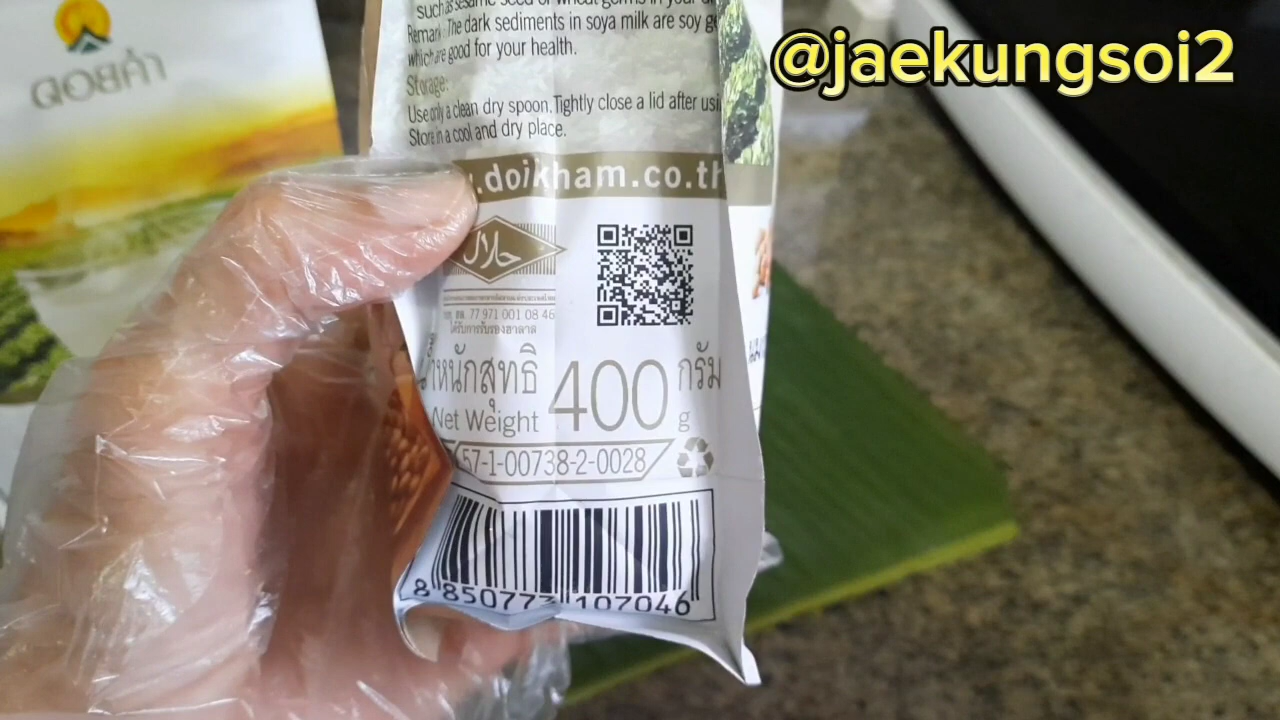 @jaekungsoi2
ดอยคำ
such as sesame seed or wheat germs in your
Remark: The dark sediments in soya milk are soy
which are good for your health.
Storage:
Use only a clean dry spoon. Tightly close a lid after
Store in a cool and dry place.
.doikham.co.th
حلال
77 971 001 08 46
ได้รับการรับรองฮาลาล
น้ำหนักสุทธิ 400 กรัม
Net Weight g
57-1-00738-2-0028
8 850773 107046